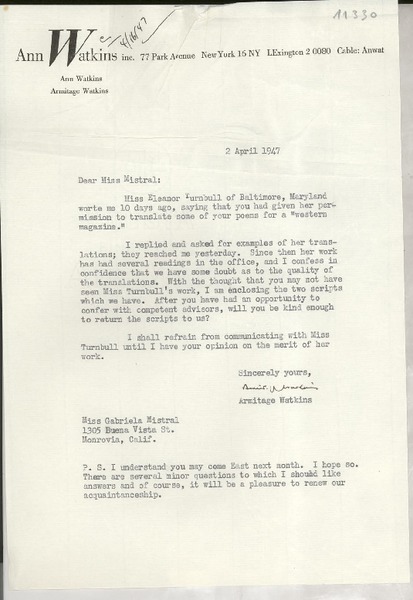 11330
4/18/47
Ann Watkins inc. 77 Park Avenue New York 16 NY LExington 2 0080 Cable: Anwat
Ann Watkins
Armitage Watkins
2 April 1947
Dear Miss Mistral:
Miss Eleanor Turnbull of Baltimore, Maryland
worte me 10 days ago, saying that you had given her per-
mission to translate some of your poems for a "western
magazine."
I replied and asked for examples of her trans-
lations; they reached me yesterday. Since then her work
has had several readings in the office, and I confess in
confidence that we have some doubt as to the quality of
the translations. With the thought that you may not have
seen Miss Turnbull's work, I am enclosing the two scripts
which we have. After you have had an opportunity to
confer with competent advisors, will you be kind enough
to return the scripts to us?
I shall refrain from communicating with Miss
Turnbull until I have your opinion on the merit of her
work.
Sincerely yours,
Armitage Watkins
Miss Gabriela Mistral
1305 Buena Vista St.
Monrovia, Calif.
P. S. I understand you may come East next month. I hope so.
There are several minor questions to which I should like
answers and of course, it will be a pleasure to renew our
acquaintanceship.